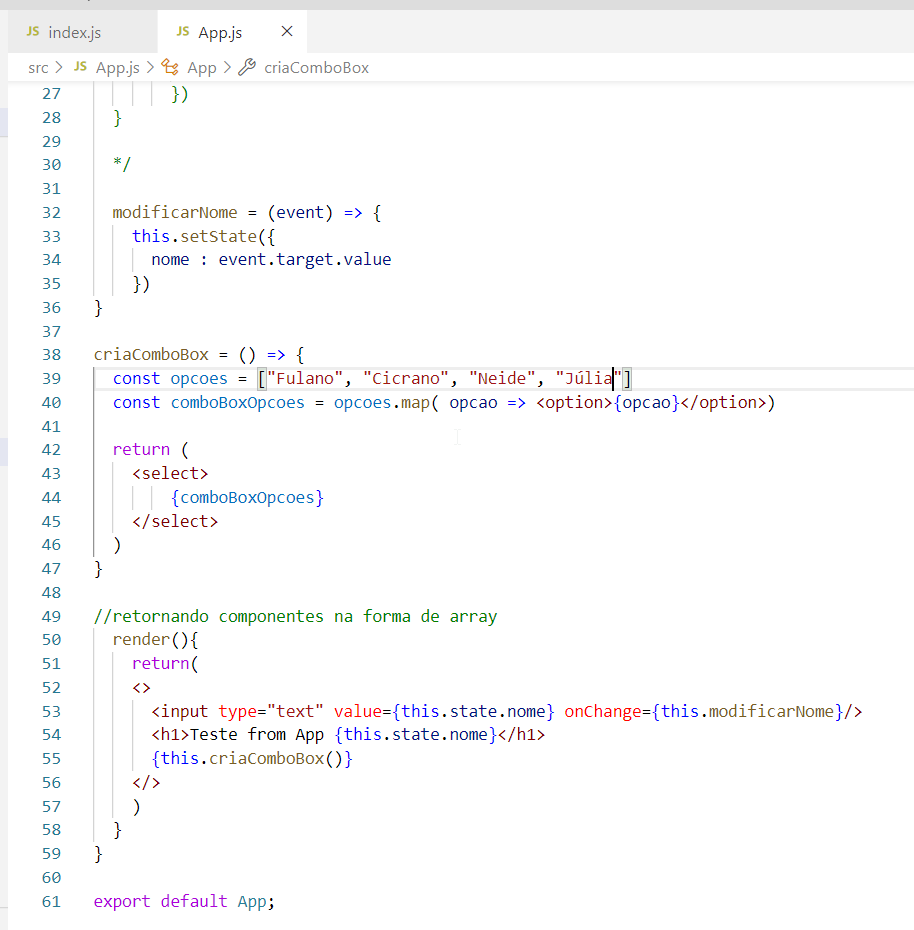 JS index.js JS App.js ×
src > JS App.js > App > criaComboBox
27 })
28 }
29
30 */
31
32 modificarNome = (event) => {
33 this.setState({
34 nome : event.target.value
35 })
36 }
37
38 criaComboBox = () => {
39 const opcoes = ["Fulano", "Cicrano", "Neide", "Júlia"]
40 const comboBoxOpcoes = opcoes.map( opcao => <option>{opcao}</option>)
41
42 return (
43 <select>
44 {comboBoxOpcoes}
45 </select>
46 )
47 }
48
49 //retornando componentes na forma de array
50 render(){
51 return(
52 <>
53 <input type="text" value={this.state.nome} onChange={this.modificarNome}/>
54 <h1>Teste from App {this.state.nome}</h1>
55 {this.criaComboBox()}
56 </>
57 )
58 }
59 }
60
61 export default App;